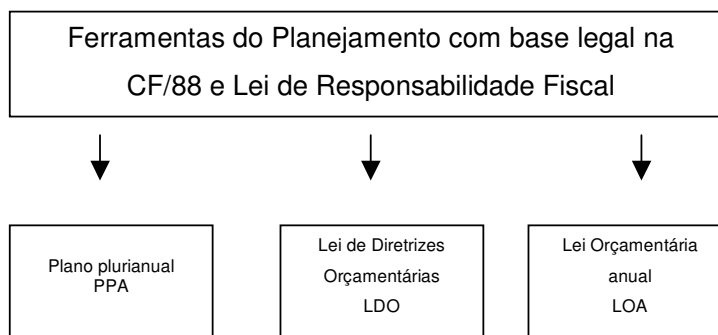 Ferramentas do Planejamento com base legal na
CF/88 e Lei de Responsabilidade Fiscal
Plano plurianual
PPA
Lei de Diretrizes
Orçamentárias
LDO
Lei Orçamentária
anual
LOA